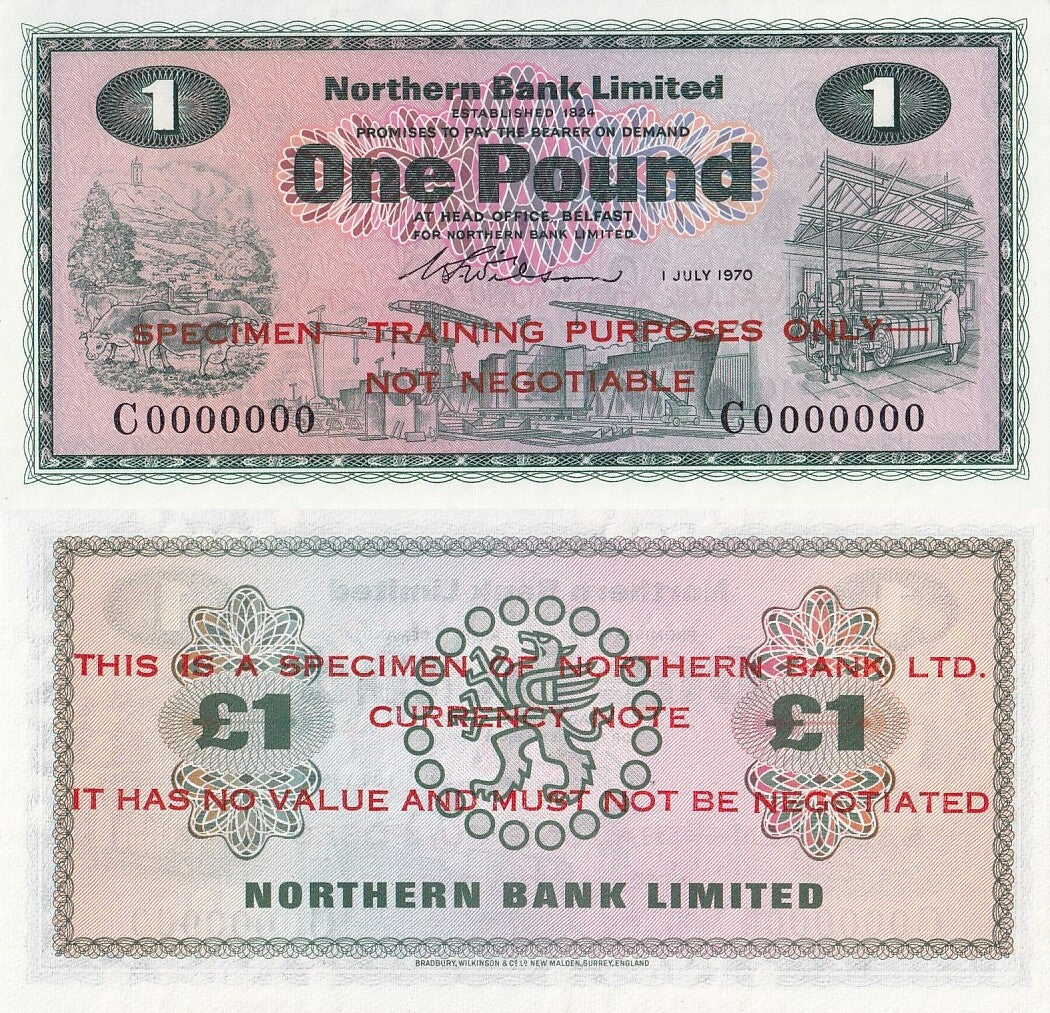 1
1
Northern Bank Limited
ESTABLISHED 1824
PROMISES TO PAY THE BEARER ON DEMAND
One Pound
AT HEAD OFFICE, BELFAST
FOR NORTHERN BANK LIMITED
1 JULY 1970
SPECIMEN—TRAINING PURPOSES ONLY—
NOT NEGOTIABLE
C0000000
C0000000
THIS IS A SPECIMEN OF NORTHERN BANK LTD.
£1
CURRENCY NOTE
£1
IT HAS NO VALUE AND MUST NOT BE NEGOTIATED
NORTHERN BANK LIMITED
BRADBURY, WILKINSON & Cº Lº NEW MALDEN, SURREY, ENGLAND